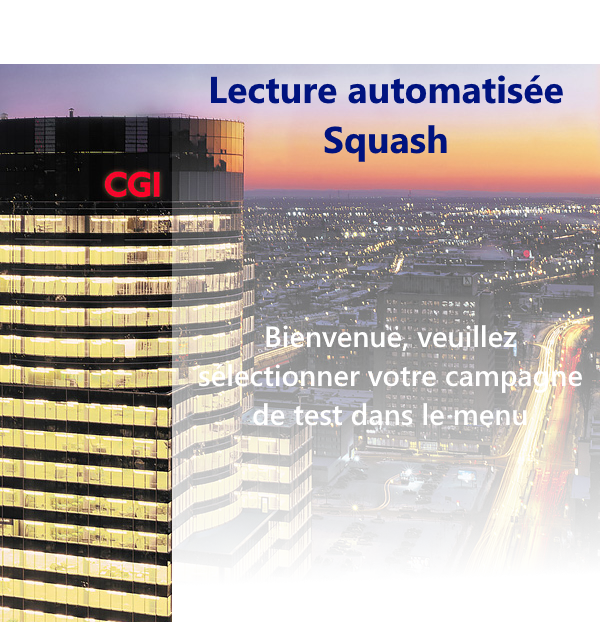 Lecture automatisée
Squash
CGI
Bienvenue, veuillez
sélectionner votre campagne
de test dans le menu